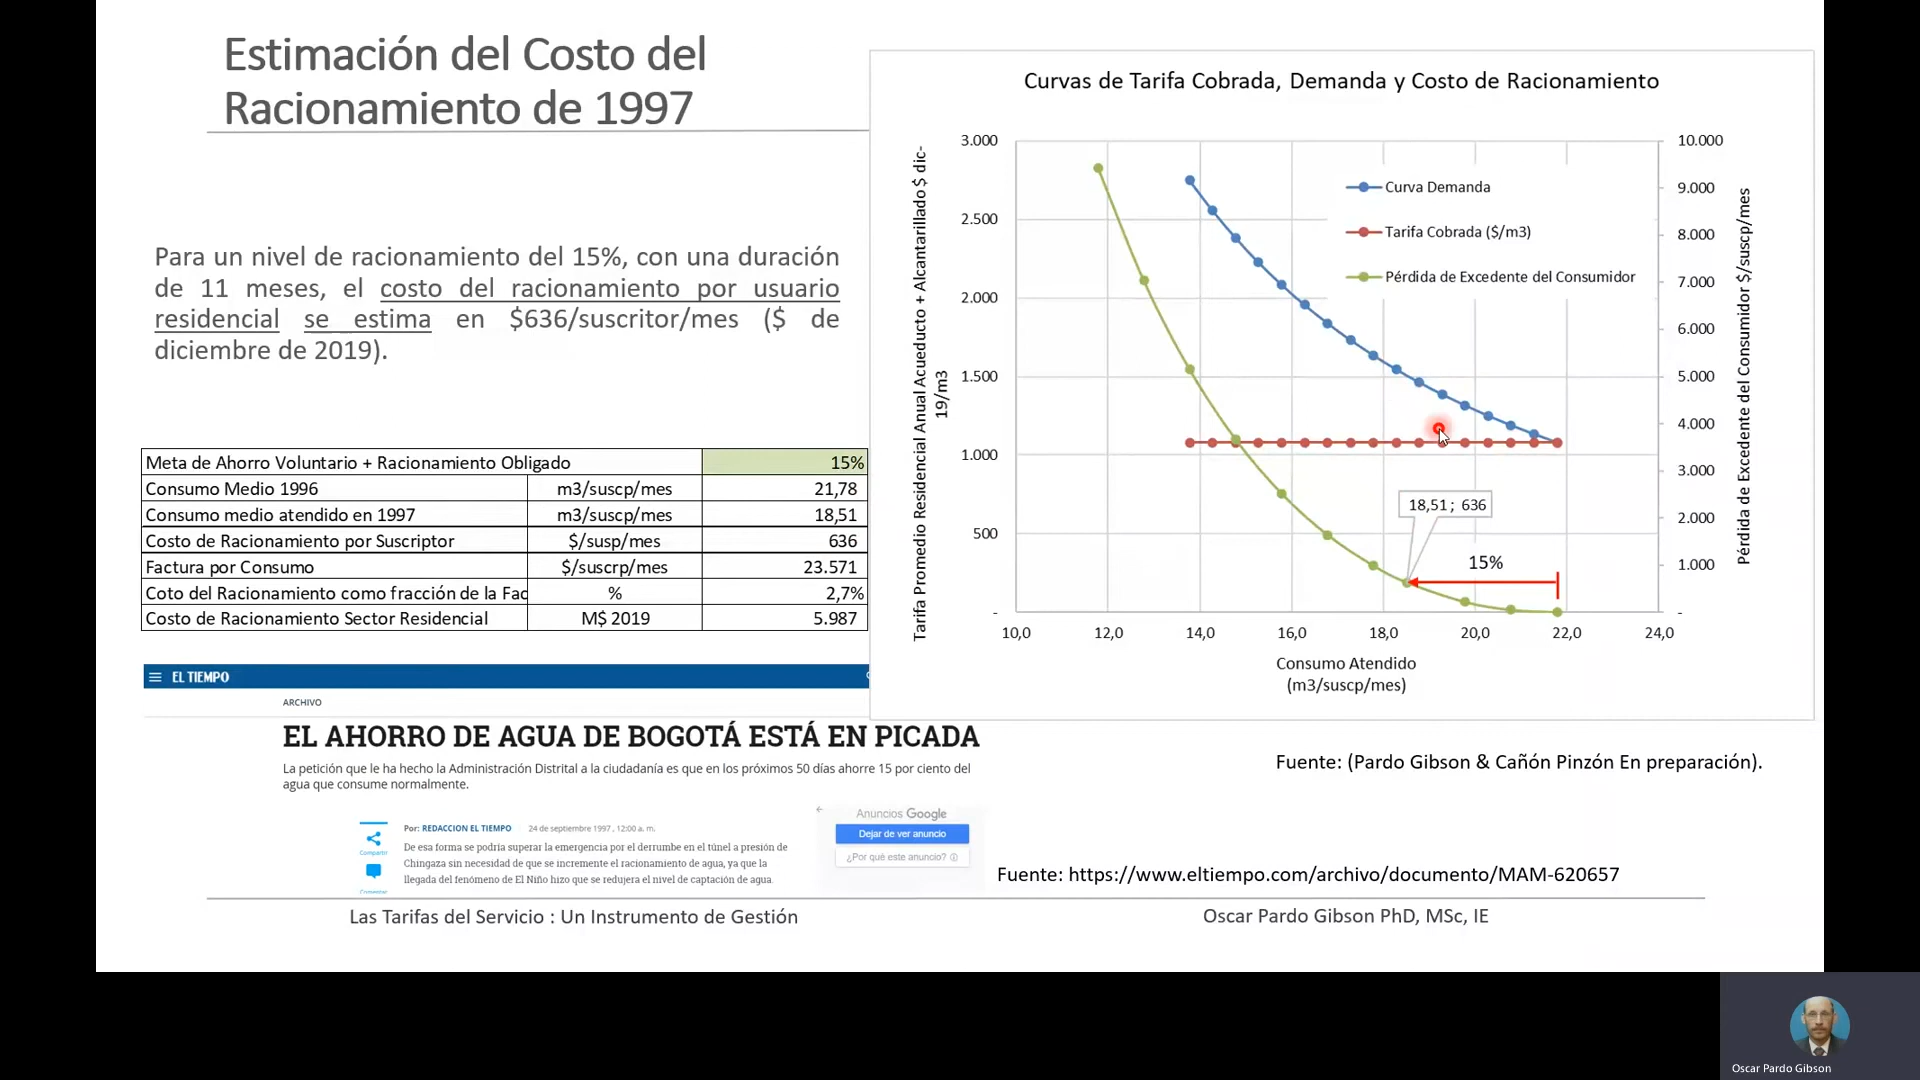 Estimación del Costo del
Racionamiento de 1997
Para un nivel de racionamiento del 15%, con una duración
de 11 meses, el costo del racionamiento por usuario
residencial se estima en $636/suscritor/mes ($ de
diciembre de 2019).
Meta de Ahorro Voluntario + Racionamiento Obligado 15%
Consumo Medio 1996 m3/suscp/mes 21,78
Consumo medio atendido en 1997 m3/suscp/mes 18,51
Costo de Racionamiento por Suscriptor $/susp/mes 636
Factura por Consumo $/suscrp/mes 23.571
Coto del Racionamiento como fracción de la Fac % 2,7%
Costo de Racionamiento Sector Residencial M$ 2019 5.987
Curvas de Tarifa Cobrada, Demanda y Costo de Racionamiento
Tarifa Promedio Residencial Anual Acueducto + Alcantarillado $ dic-
19/m3
3.000
2.500
2.000
1.500
1.000
500
-
Curva Demanda
Tarifa Cobrada ($/m3)
Pérdida de Excedente del Consumidor
18,51; 636
15%
10.000
9.000
8.000
7.000
6.000
5.000
4.000
3.000
2.000
1.000
-
Pérdida de Excedente del Consumidor $/suscp/mes
10,0 12,0 14,0 16,0 18,0 20,0 22,0 24,0
Consumo Atendido
(m3/suscp/mes)
EL TIEMPO
ARCHIVO
EL AHORRO DE AGUA DE BOGOTÁ ESTÁ EN PICADA
La petición que le ha hecho la Administración Distrital a la ciudadanía es que en los próximos 50 días ahorre 15 por ciento del
agua que consume normalmente.
Compartir
Comentar
Por: REDACCION EL TIEMPO 24 de septiembre 1997 , 12:00 a. m.
De esa forma se podría superar la emergencia por el derrumbe en el túnel a presión de
Chingaza sin necesidad de que se incremente el racionamiento de agua, ya que la
llegada del fenómeno de El Niño hizo que se redujera el nivel de captación de agua.
Anuncios Google
Dejar de ver anuncio
¿Por qué este anuncio?
Fuente: (Pardo Gibson & Cañón Pinzón En preparación).
Fuente: https://www.eltiempo.com/archivo/documento/MAM-620657
Las Tarifas del Servicio : Un Instrumento de Gestión
Oscar Pardo Gibson PhD, MSc, IE
Oscar Pardo Gibson